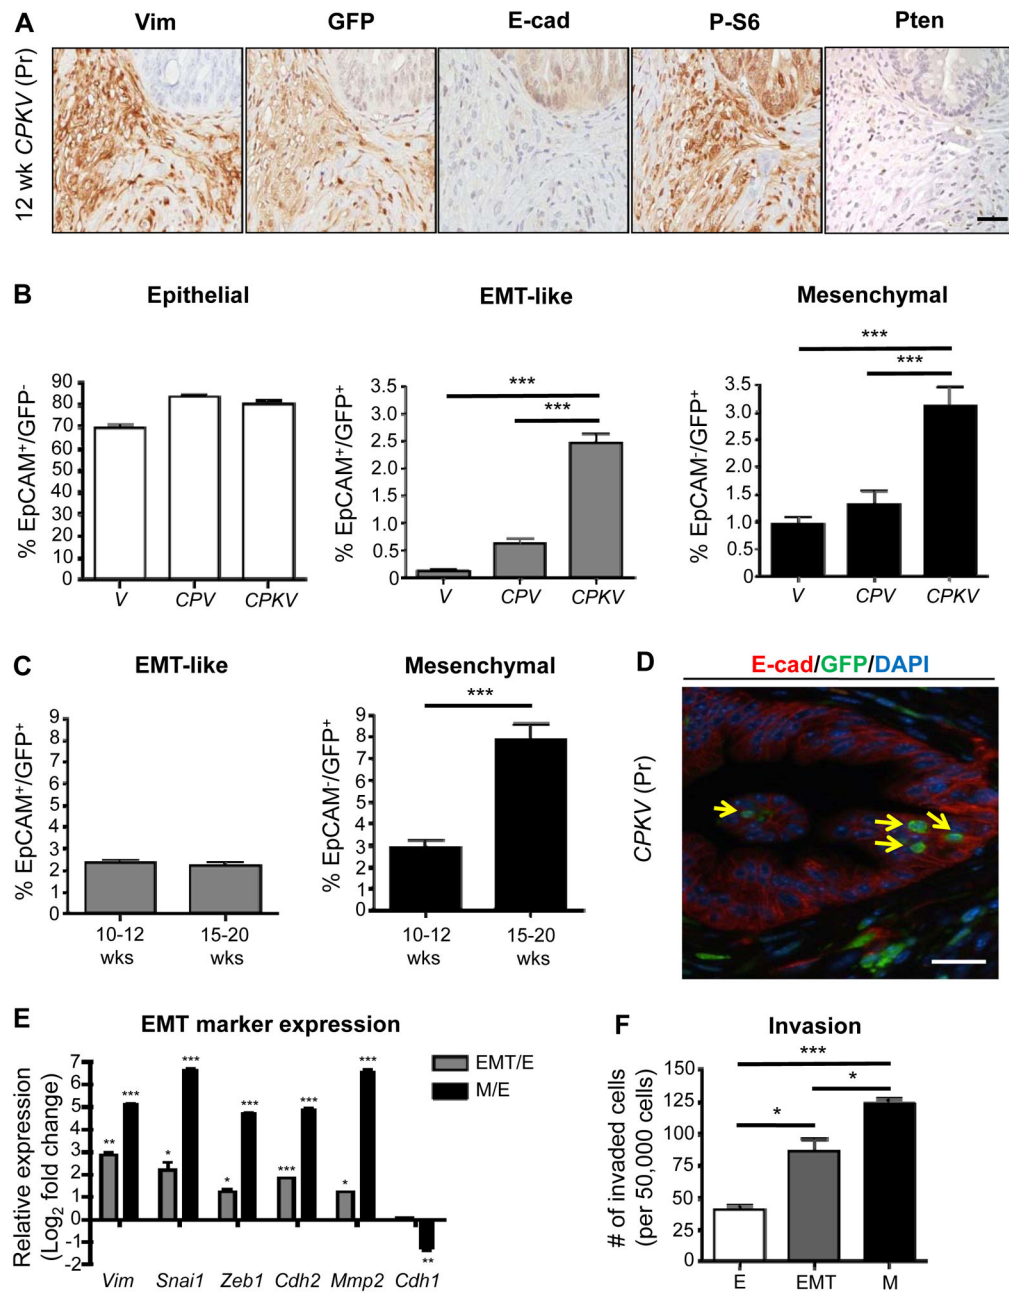 A
Vim
GFP
E-cad
P-S6
Pten
12 wk CPKV (Pr)
B
Epithelial
% EpCAM⁺/GFP⁻
90
80
70
60
50
40
30
20
10
0
V
CPV
CPKV
EMT-like
% EpCAM⁺/GFP⁺
3.5
3.0
2.5
2.0
1.5
1.0
0.5
0
***
***
V
CPV
CPKV
Mesenchymal
% EpCAM⁻/GFP⁺
3.5
3.0
2.5
2.0
1.5
1.0
0.5
0
***
***
V
CPV
CPKV
C
EMT-like
% EpCAM⁺/GFP⁺
9
8
7
6
5
4
3
2
1
0
10-12
wks
15-20
wks
Mesenchymal
% EpCAM⁻/GFP⁺
9
8
7
6
5
4
3
2
1
0
***
10-12
wks
15-20
wks
D
E-cad/GFP/DAPI
CPKV (Pr)
E
EMT marker expression
Relative expression
(Log₂ fold change)
7
6
5
4
3
2
1
0
-1
-2
**
***
*
***
*
***
***
***
*
***
**
EMT/E
M/E
Vim
Snai1
Zeb1
Cdh2
Mmp2
Cdh1
F
Invasion
# of invaded cells
(per 50,000 cells)
150
125
100
75
50
25
0
***
*
*
E
EMT
M